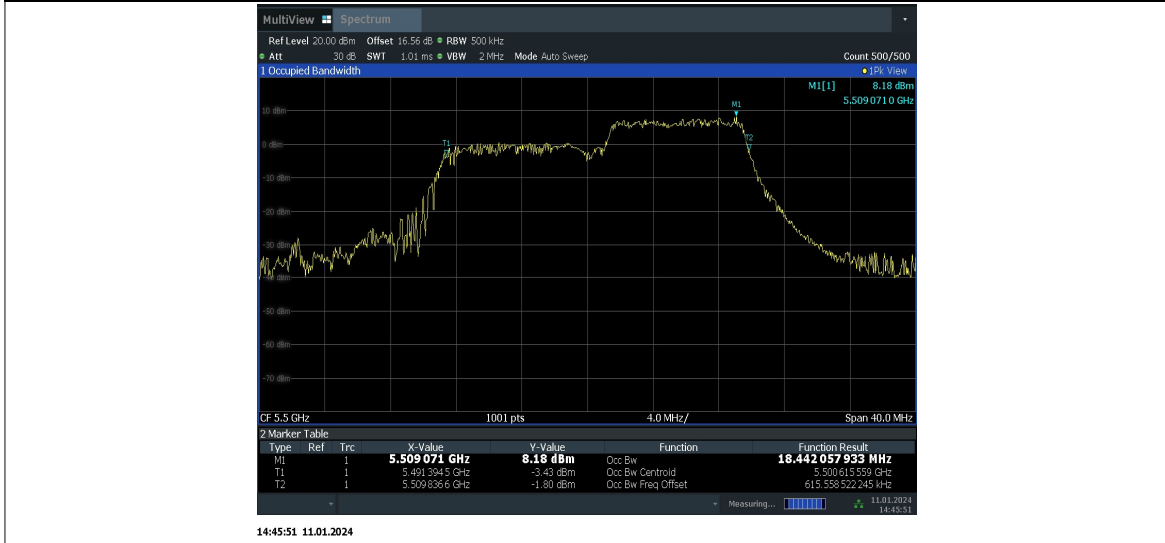 MultiView Spectrum
Ref Level 20.00 dBm Offset 16.56 dB RBW 500 kHz
Att 30 dB SWT 1.01 ms VBW 2 MHz Mode Auto Sweep Count 500/500
1 Occupied Bandwidth 1Pk View
M1[1] 8.18 dBm
5.509 071 0 GHz
M1
10 dBm
T2
T1
0 dBm
-10 dBm
-20 dBm
-30 dBm
-40 dBm
-50 dBm
-60 dBm
-70 dBm
CF 5.5 GHz 1001 pts 4.0 MHz/ Span 40.0 MHz
2 Marker Table
Type Ref Trc X-Value Y-Value Function Function Result
M1 1 5.509 071 GHz 8.18 dBm Occ Bw 18.442 057 933 MHz
T1 1 5.491 394 5 GHz -3.43 dBm Occ Bw Centroid 5.500 615 559 GHz
T2 1 5.509 836 6 GHz -1.80 dBm Occ Bw Freq Offset 615.558 522 245 kHz
Measuring... 11.01.2024
14:45:51
14:45:51 11.01.2024